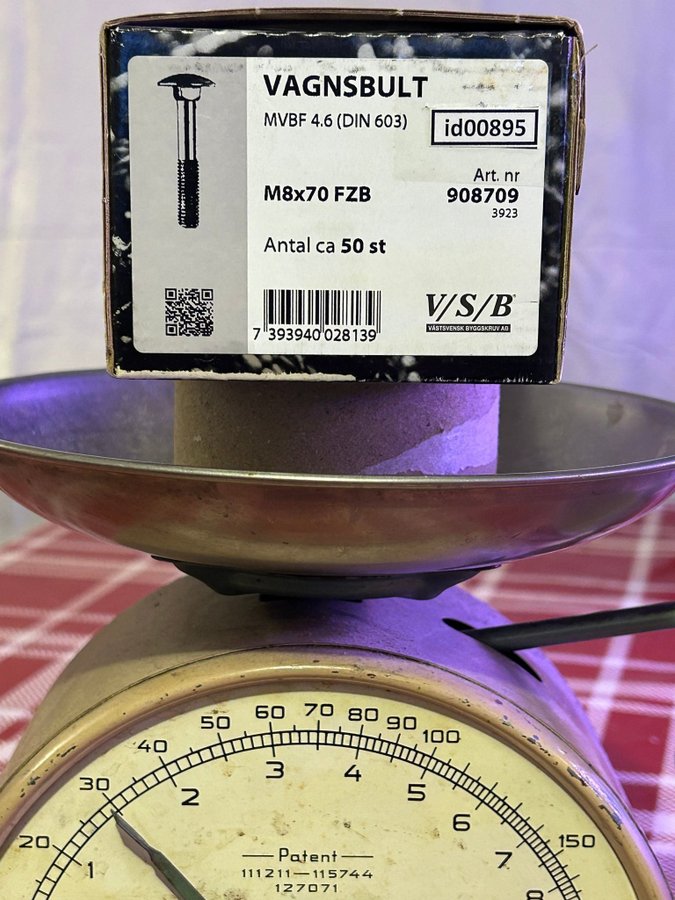 VAGNSBULT
MVBF 4.6 (DIN 603)
id00895
Art. nr
M8x70 FZB
908709
3923
Antal ca 50 st
7 393940 028139
V/S/B
VÄSTSVENSK BYGGSKRUV AB
20 30 40 50 60 70 80 90 100 150
1 2 3 4 5 6 7 8
Patent
111211—115744
127071